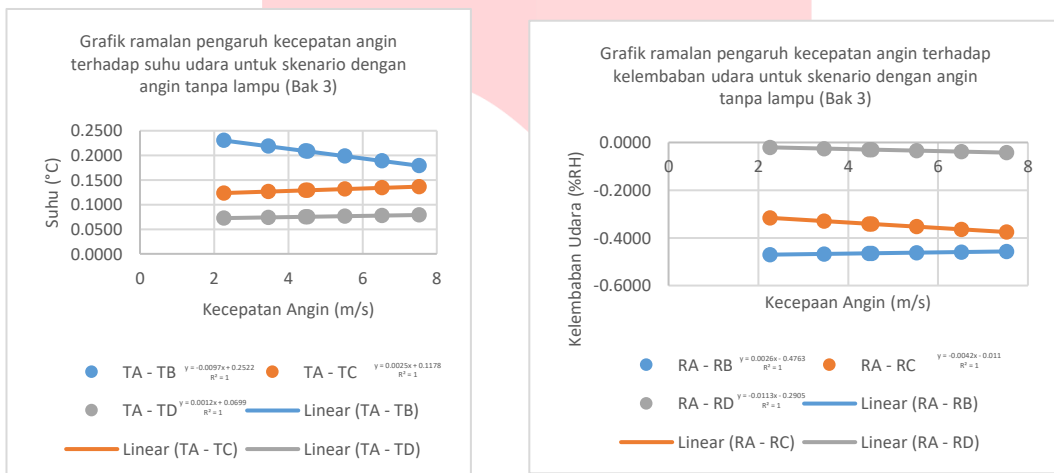 Grafik ramalan pengaruh kecepatan angin
terhadap suhu udara untuk skenario dengan
angin tanpa lampu (Bak 3)
0.2500
0.2000
0.1500
0.1000
0.0500
0.0000
Suhu (°C)
0 2 4 6 8
Kecepatan Angin (m/s)
TA - TB y = -0.0097x + 0.2522 TA - TC y = 0.0025x + 0.1178
R² = 1 R² = 1
TA - TD y = 0.0012x + 0.0699 Linear (TA - TB)
R² = 1
Linear (TA - TC) Linear (TA - TD)
Grafik ramalan pengaruh kecepatan angin terhadap
kelembaban udara untuk skenario dengan angin
tanpa lampu (Bak 3)
0.0000
-0.2000
-0.4000
-0.6000
Kelembaban Udara (%RH)
0 2 4 6 8
Kecepaan Angin (m/s)
RA - RB y = 0.0026x - 0.4763 RA - RC y = -0.0042x - 0.011
R² = 1 R² = 1
RA - RD y = -0.0113x - 0.2905 Linear (RA - RB)
R² = 1
Linear (RA - RC) Linear (RA - RD)